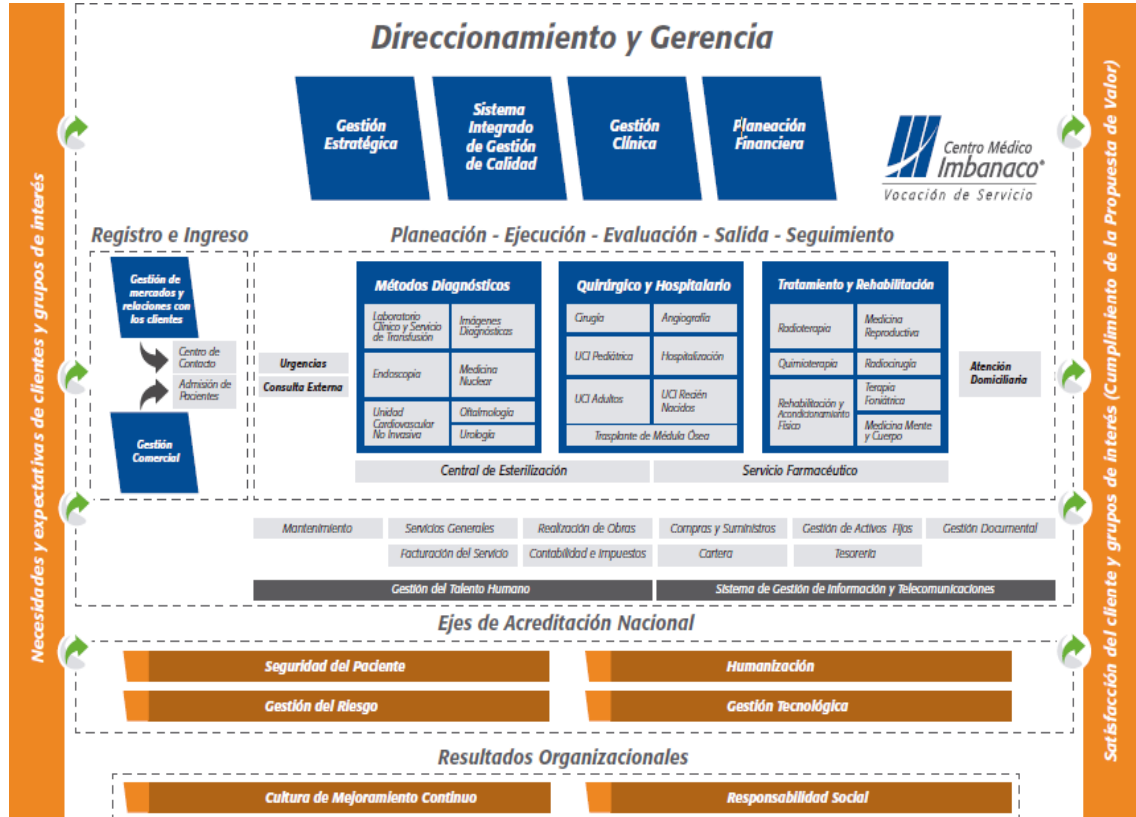 Direccionamiento y Gerencia
Gestión
Estratégica
Sistema
Integrado
de Gestión
de Calidad
Gestión
Clínica
Planeación
Financiera
Centro Médico
Imbanaco®
Vocación de Servicio
Necesidades y expectativas de clientes y grupos de interés
Registro e Ingreso
Gestión de
mercados y
relaciones con
los clientes
Centro de
Contacto
Admisión de
Pacientes
Gestión
Comercial
Planeación - Ejecución - Evaluación - Salida - Seguimiento
Urgencias
Consulta Externa
Métodos Diagnósticos
Laboratorio
Clínico y Servicio
de Transfusión
Imágenes
Diagnósticas
Endoscopia
Medicina
Nuclear
Unidad
Cardiovascular
No Invasiva
Oftalmología
Urología
Quirúrgico y Hospitalario
Cirugía
Angiografía
UCI Pediátrica
Hospitalización
UCI Adultos
UCI Recién
Nacidos
Trasplante de Médula Ósea
Tratamiento y Rehabilitación
Radioterapia
Medicina
Reproductiva
Quimioterapia
Radiocirugía
Rehabilitación y
Acondicionamiento
Físico
Terapia
Foniátrica
Medicina Mente
y Cuerpo
Atención
Domiciliaria
Central de Esterilización
Servicio Farmacéutico
Mantenimiento
Servicios Generales
Realización de Obras
Compras y Suministros
Gestión de Activos Fijos
Gestión Documental
Facturación del Servicio
Contabilidad e Impuestos
Cartera
Tesorería
Gestión del Talento Humano
Sistema de Gestión de Información y Telecomunicaciones
Ejes de Acreditación Nacional
Seguridad del Paciente
Humanización
Gestión del Riesgo
Gestión Tecnológica
Resultados Organizacionales
Cultura de Mejoramiento Continuo
Responsabilidad Social
Satisfacción del cliente y grupos de interés (Cumplimiento de la Propuesta de Valor)